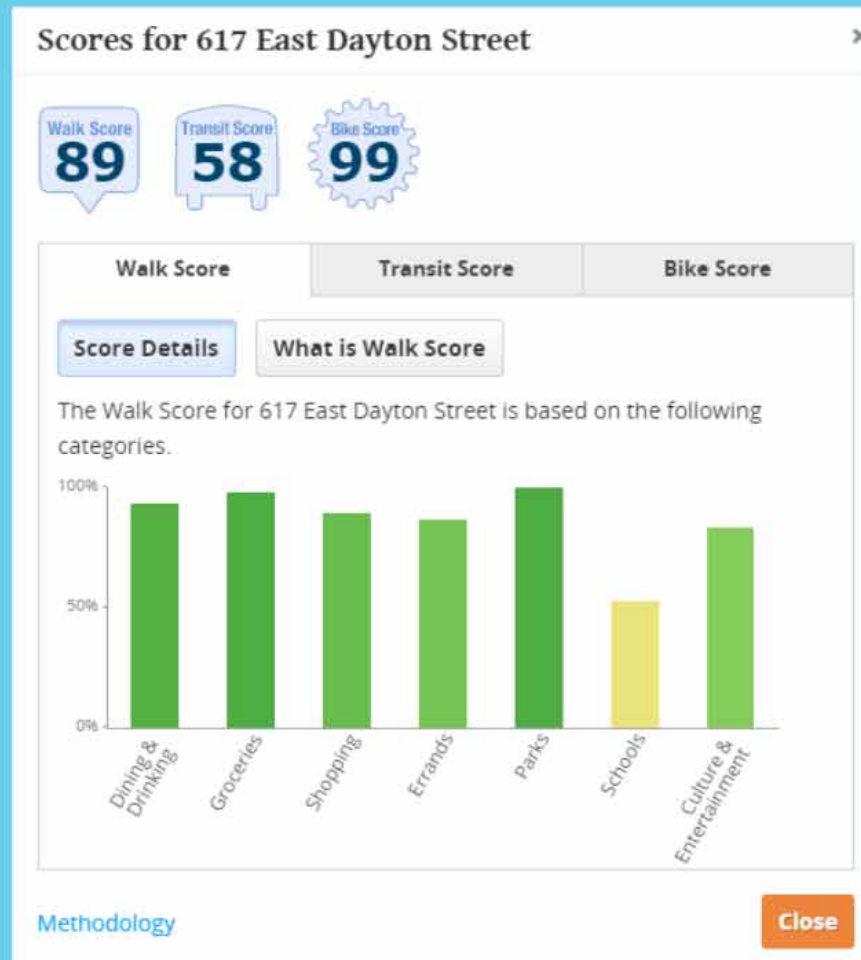 Scores for 617 East Dayton Street
Walk Score
89
Transit Score
58
Bike Score
99
Walk Score
Transit Score
Bike Score
Score Details
What is Walk Score
The Walk Score for 617 East Dayton Street is based on the following
categories.
100%
50%
0%
Dining &
Drinking
Groceries
Shopping
Errands
Parks
Schools
Culture &
Entertainment
Methodology
Close